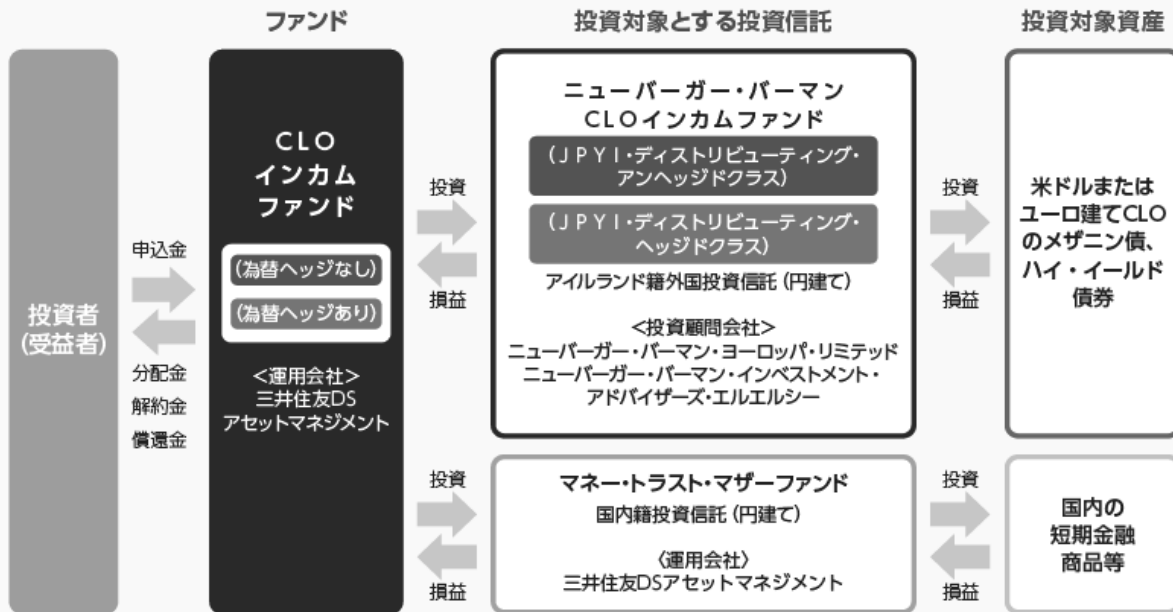 ファンド
投資対象とする投資信託
投資対象資産
投資者
(受益者)
申込金
分配金
解約金
償還金
CLO
インカム
ファンド
(為替ヘッジなし)
(為替ヘッジあり)
<運用会社>
三井住友DS
アセットマネジメント
投資
損益
ニューバーガー・バーマン
CLOインカムファンド
(JPYI・ディストリビューティング・
アンヘッジドクラス)
(JPYI・ディストリビューティング・
ヘッジドクラス)
アイルランド籍外国投資信託(円建て)
<投資顧問会社>
ニューバーガー・バーマン・ヨーロッパ・リミテッド
ニューバーガー・バーマン・インベストメント・
アドバイザーズ・エルエルシー
投資
損益
米ドルまたは
ユーロ建てCLO
のメザニン債、
ハイ・イールド
債券
投資
損益
マネー・トラスト・マザーファンド
国内籍投資信託(円建て)
〈運用会社〉
三井住友DSアセットマネジメント
投資
損益
国内の
短期金融
商品等